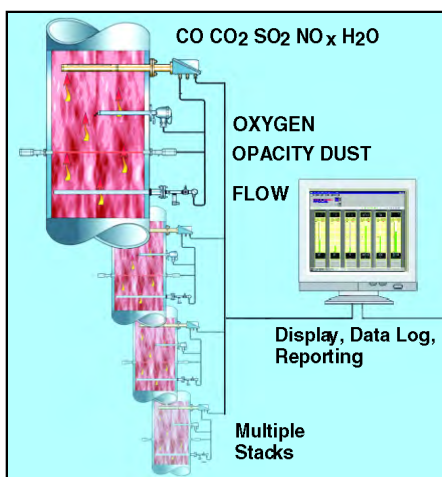 CO CO2 SO2 NOx H2O
OXYGEN
OPACITY DUST
FLOW
Display, Data Log,
Reporting
Multiple
Stacks